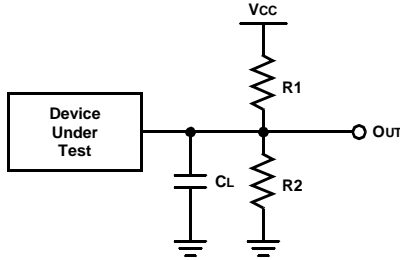 VCC
R1
Device
Under
Test
OUT
CL
R2